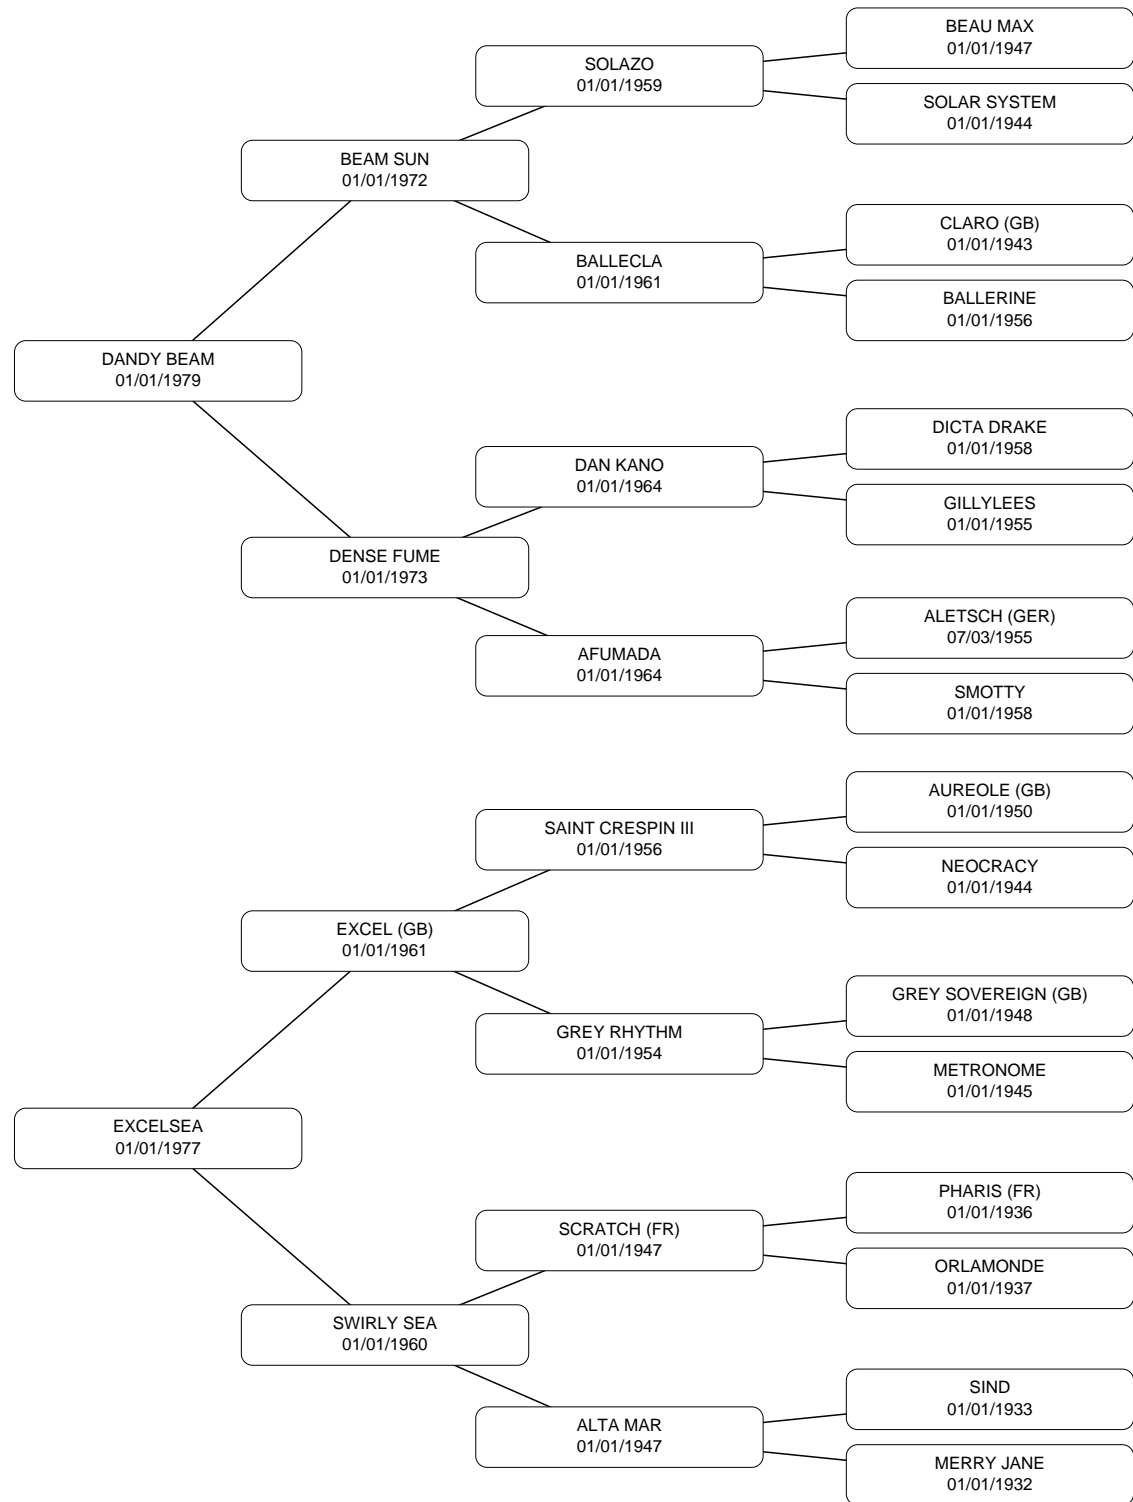 BEAU MAX
01/01/1947
SOLAZO
01/01/1959
SOLAR SYSTEM
01/01/1944
BEAM SUN
01/01/1972
CLARO (GB)
01/01/1943
BALLECLA
01/01/1961
BALLERINE
01/01/1956
DANDY BEAM
01/01/1979
DICTA DRAKE
01/01/1958
DAN KANO
01/01/1964
GILLYLEES
01/01/1955
DENSE FUME
01/01/1973
ALETSCH (GER)
07/03/1955
AFUMADA
01/01/1964
SMOTTY
01/01/1958
AUREOLE (GB)
01/01/1950
SAINT CRESPIN III
01/01/1956
NEOCRACY
01/01/1944
EXCEL (GB)
01/01/1961
GREY SOVEREIGN (GB)
01/01/1948
GREY RHYTHM
01/01/1954
METRONOME
01/01/1945
EXCELSEA
01/01/1977
PHARIS (FR)
01/01/1936
SCRATCH (FR)
01/01/1947
ORLAMONDE
01/01/1937
SWIRLY SEA
01/01/1960
SIND
01/01/1933
ALTA MAR
01/01/1947
MERRY JANE
01/01/1932